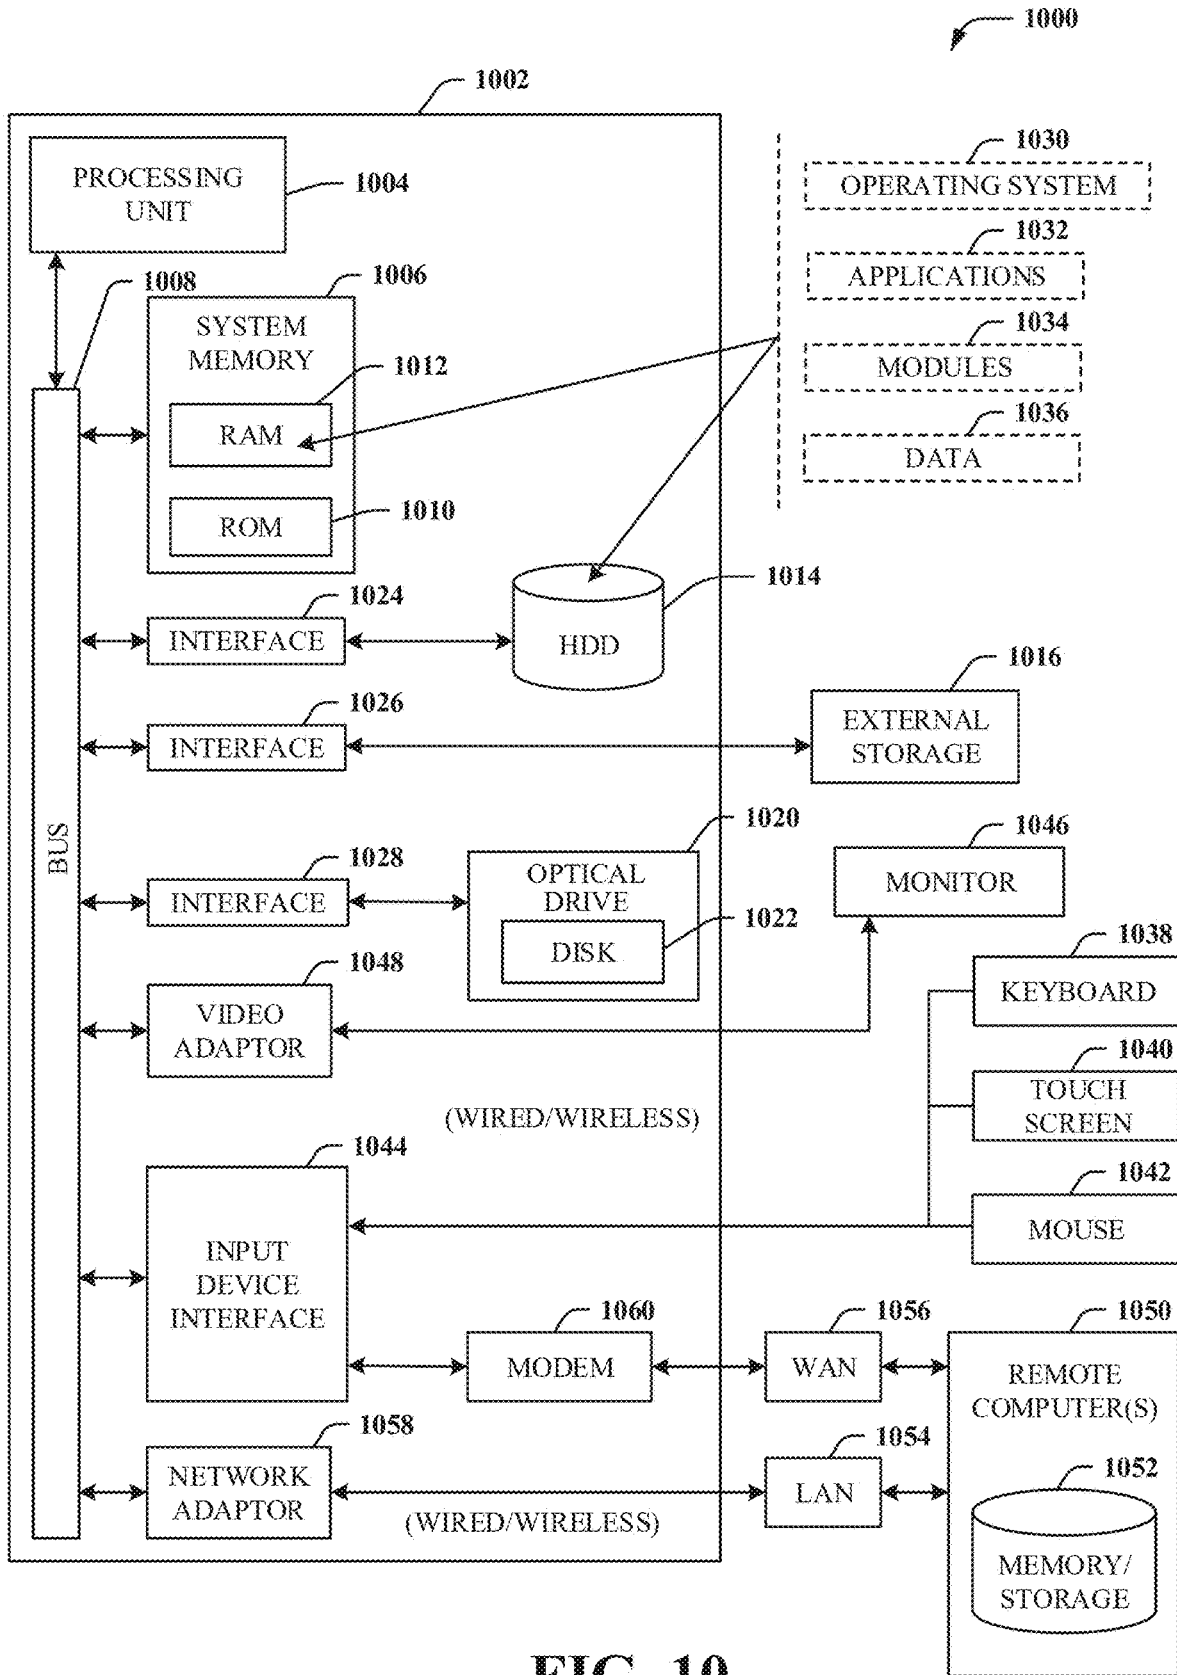 1000
1002
PROCESSING
UNIT
1004
1030
OPERATING SYSTEM
1032
APPLICATIONS
1034
MODULES
1036
DATA
1008
1006
SYSTEM
MEMORY
1012
RAM
1010
ROM
BUS
1024
INTERFACE
1014
HDD
1026
INTERFACE
1016
EXTERNAL
STORAGE
1028
INTERFACE
1020
OPTICAL
DRIVE
1022
DISK
1046
MONITOR
1048
VIDEO
ADAPTOR
1038
KEYBOARD
1040
TOUCH
SCREEN
(WIRED/WIRELESS)
1042
MOUSE
1044
INPUT
DEVICE
INTERFACE
1060
MODEM
1056
WAN
1050
REMOTE
COMPUTER(S)
1058
NETWORK
ADAPTOR
(WIRED/WIRELESS)
1054
LAN
1052
MEMORY/
STORAGE
FIG. 10